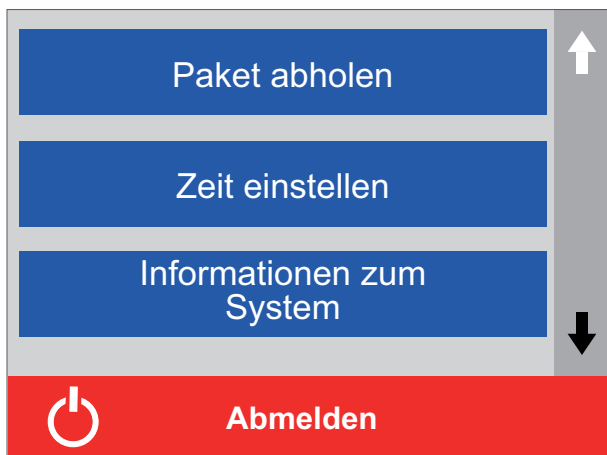 Paket abholen
Zeit einstellen
Informationen zum
System
Abmelden